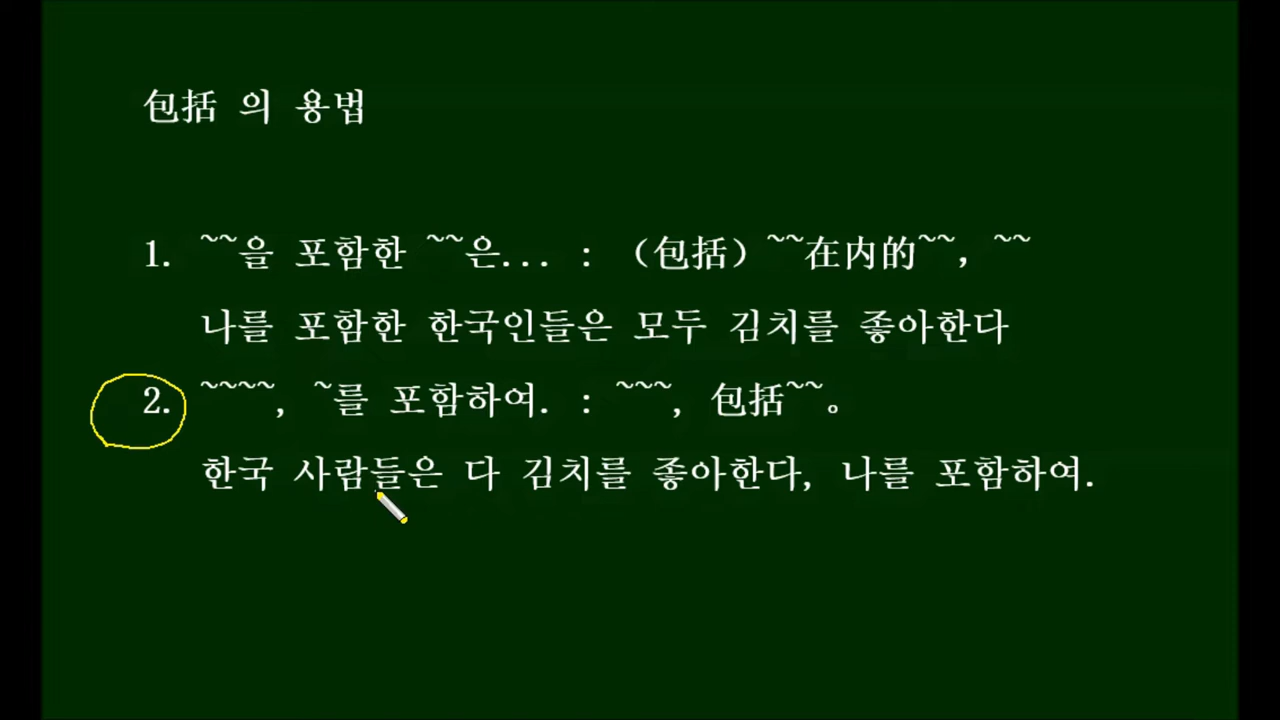 包括 의 용법
1. ~~을 포함한 ~~은... : （包括）~~在内的~~，~~
나를 포함한 한국인들은 모두 김치를 좋아한다
2. ~~~~, ~를 포함하여. : ~~~, 包括~~。
한국 사람들은 다 김치를 좋아한다, 나를 포함하여.